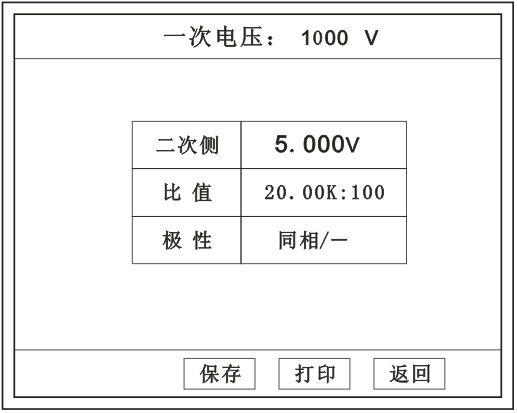 一次电压： 1000 V
二次侧 5.000V
比 值 20.00K:100
极 性 同相/－
保存 打印 返回